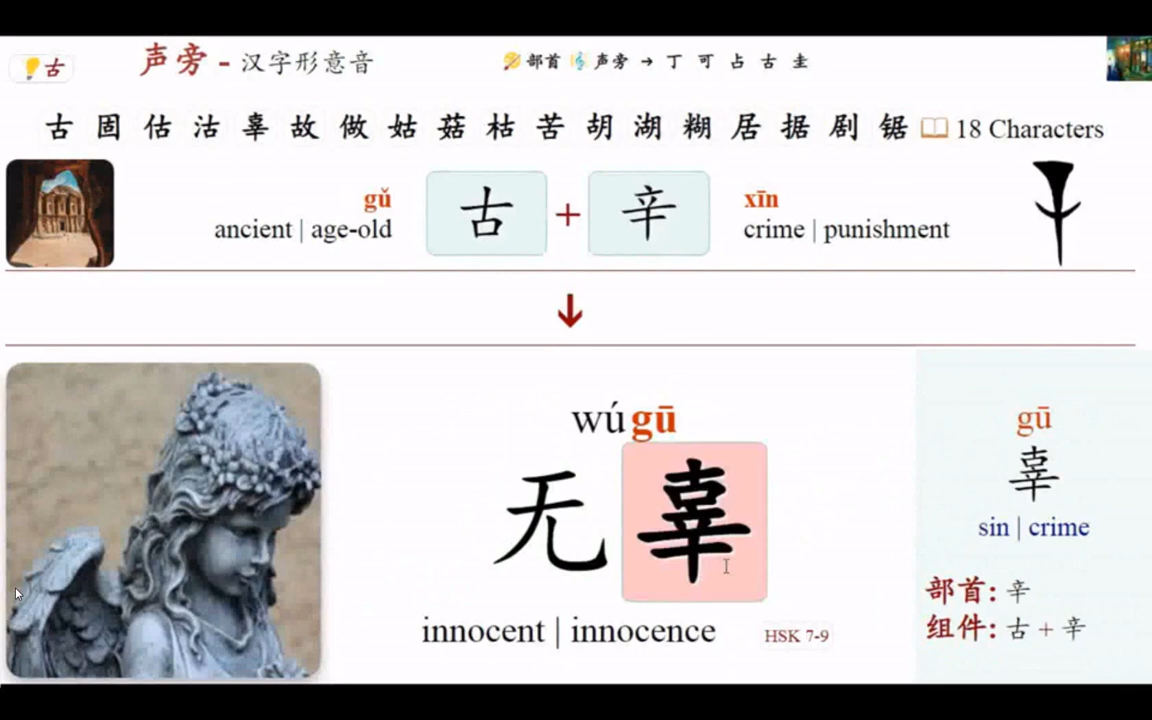 古
声旁 - 汉字形意音
部首 声旁 → 丁 可 占 古 圭
古 固 估 沽 辜 故 做 姑 菇 枯 苦 胡 湖 糊 居 据 剧 锯 18 Characters
gǔ
ancient | age-old
古 + 辛
xīn
crime | punishment
↓
wúgū
无辜
innocent | innocence
HSK 7-9
gū
辜
sin | crime
部首: 辛
组件: 古 + 辛